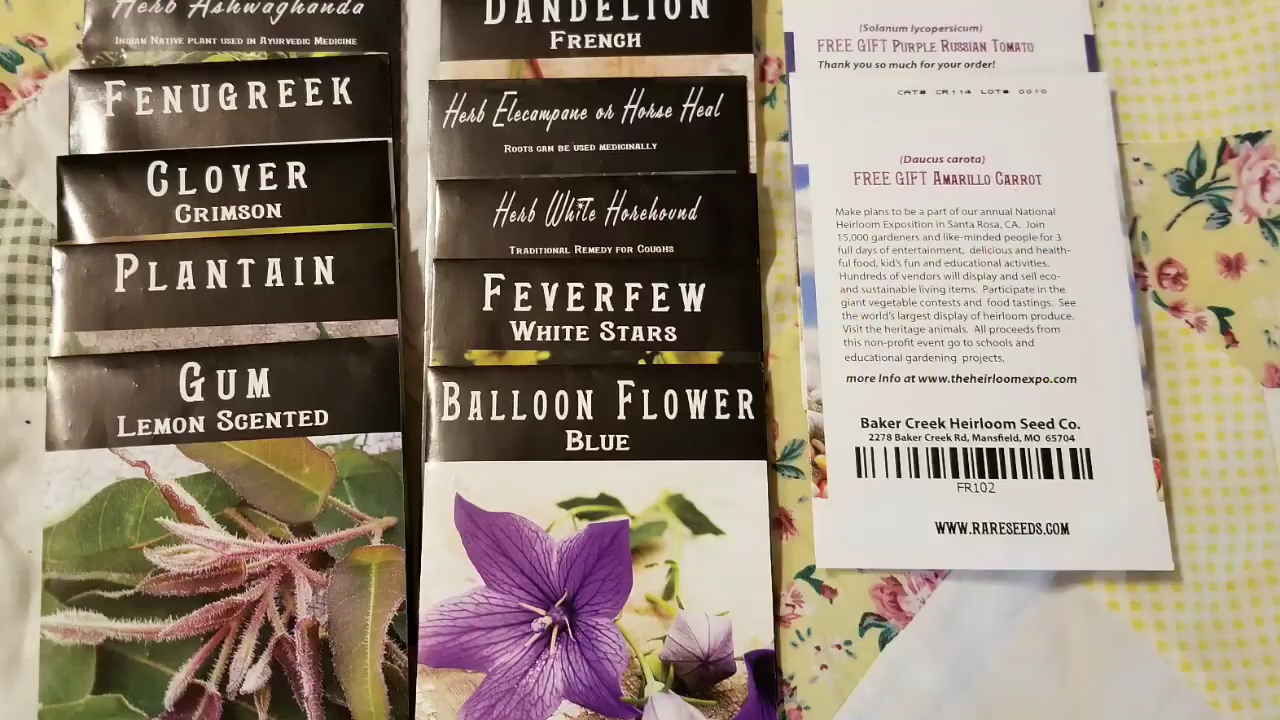 Herb Ashwaghanda
Indian Native plant used in Ayurvedic Medicine
Fenugreek
Clover
Crimson
Plantain
Gum
Lemon Scented
Dandelion
French
Herb Elecampane or Horse Heal
Roots can be used medicinally
Herb White Horehound
Traditional Remedy for Coughs
Feverfew
White Stars
Balloon Flower
Blue
(Solanum lycopersicum)
FREE GIFT Purple Russian Tomato
Thank you so much for your order!
CAT# CR114 LOT# 0010
(Daucus carota)
FREE GIFT Amarillo Carrot
Make plans to be a part of our annual National
Heirloom Exposition in Santa Rosa, CA. Join
15,000 gardeners and like-minded people for 3
full days of entertainment, delicious and health-
ful food, kid's fun and educational activities.
Hundreds of vendors will display and sell eco-
and sustainable living items. Participate in the
giant vegetable contests and food tastings. See
the world's largest display of heirloom produce.
Visit the heritage animals. All proceeds from
this non-profit event go to schools and
educational gardening projects.
more info at www.theheirloomexpo.com
Baker Creek Heirloom Seed Co.
2278 Baker Creek Rd, Mansfield, MO 65704
FR102
www.rareseeds.com